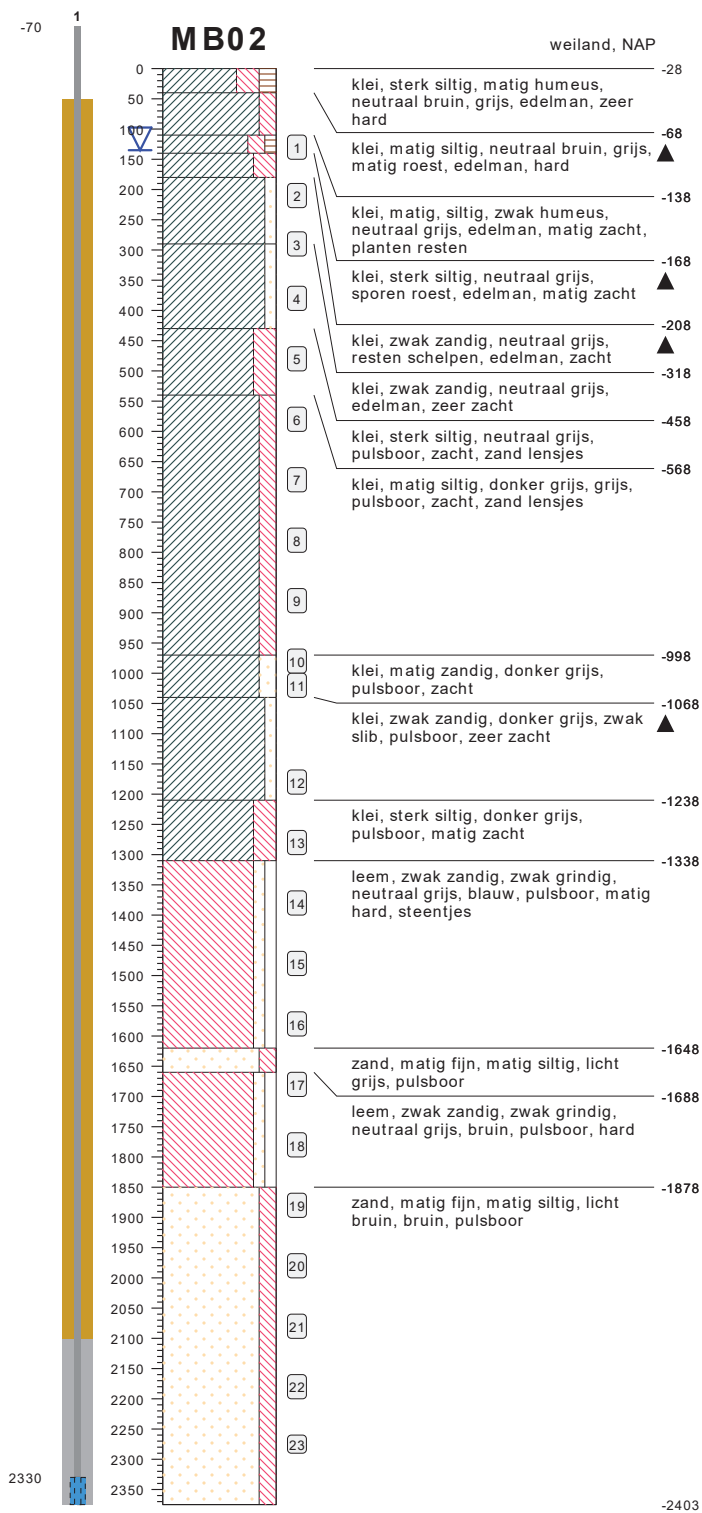 1
-70
MB02
weiland, NAP
0
50
100
150
200
250
300
350
400
450
500
550
600
650
700
750
800
850
900
950
1000
1050
1100
1150
1200
1250
1300
1350
1400
1450
1500
1550
1600
1650
1700
1750
1800
1850
1900
1950
2000
2050
2100
2150
2200
2250
2300
2350
2330
1
2
3
4
5
6
7
8
9
10
11
12
13
14
15
16
17
18
19
20
21
22
23
-28
klei, sterk siltig, matig humeus,
neutraal bruin, grijs, edelman, zeer
hard
-68
klei, matig siltig, neutraal bruin, grijs,
matig roest, edelman, hard
-138
klei, matig, siltig, zwak humeus,
neutraal grijs, edelman, matig zacht,
planten resten
-168
klei, sterk siltig, neutraal grijs,
sporen roest, edelman, matig zacht
-208
klei, zwak zandig, neutraal grijs,
resten schelpen, edelman, zacht
-318
klei, zwak zandig, neutraal grijs,
edelman, zeer zacht
-458
klei, sterk siltig, neutraal grijs,
pulsboor, zacht, zand lensjes
-568
klei, matig siltig, donker grijs, grijs,
pulsboor, zacht, zand lensjes
-998
klei, matig zandig, donker grijs,
pulsboor, zacht
-1068
klei, zwak zandig, donker grijs, zwak
slib, pulsboor, zeer zacht
-1238
klei, sterk siltig, donker grijs,
pulsboor, matig zacht
-1338
leem, zwak zandig, zwak grindig,
neutraal grijs, blauw, pulsboor, matig
hard, steentjes
-1648
zand, matig fijn, matig siltig, licht
grijs, pulsboor
-1688
leem, zwak zandig, zwak grindig,
neutraal grijs, bruin, pulsboor, hard
-1878
zand, matig fijn, matig siltig, licht
bruin, bruin, pulsboor
-2403